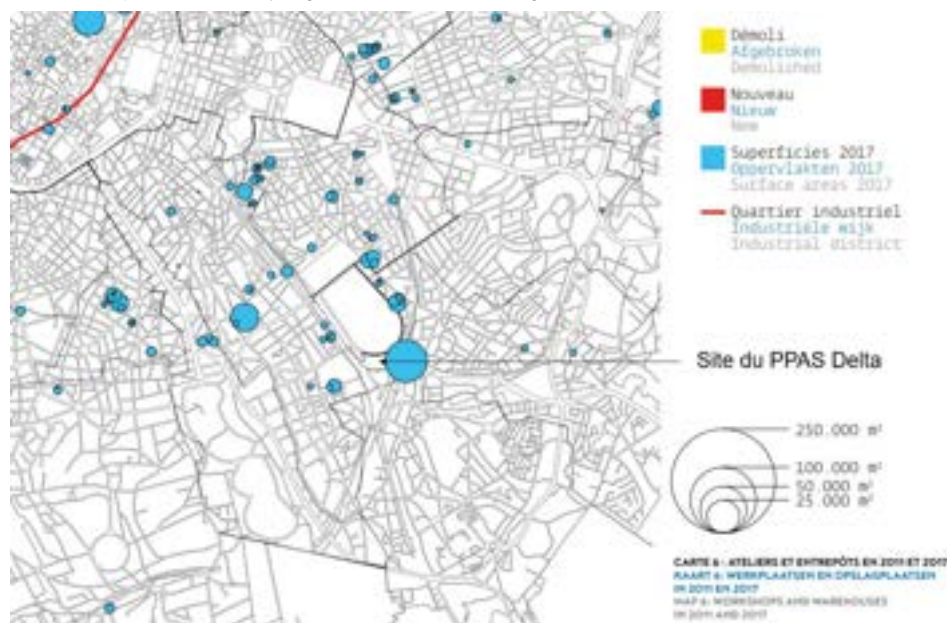 Démoli
Afgebroken
Demolished
Nouveau
Nieuw
New
Superficies 2017
Oppervlakten 2017
Surface areas 2017
Quartier industriel
Industriële wijk
Industrial district
Site du PPAS Delta
250.000 m²
100.000 m²
50.000 m²
25.000 m²
CARTE 6 : ATELIERS ET ENTREPÔTS EN 2011 ET 2017
KAART 6: WERKPLAATSEN EN OPSLAGPLAATSEN
IN 2011 EN 2017
MAP 6: WORKSHOPS AND WAREHOUSES
IN 2011 AND 2017